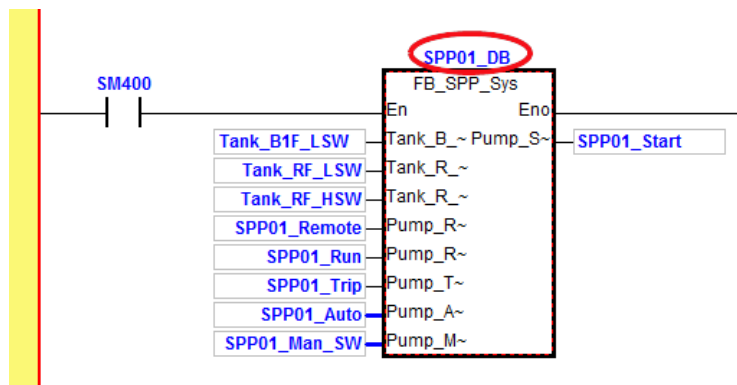 SPP01_DB
SM400
FB_SPP_Sys
En Eno
Tank_B1F_LSW Tank_B_~ Pump_S~ SPP01_Start
Tank_RF_LSW Tank_R_~
Tank_RF_HSW Tank_R_~
SPP01_Remote Pump_R~
SPP01_Run Pump_R~
SPP01_Trip Pump_T~
SPP01_Auto Pump_A~
SPP01_Man_SW Pump_M~